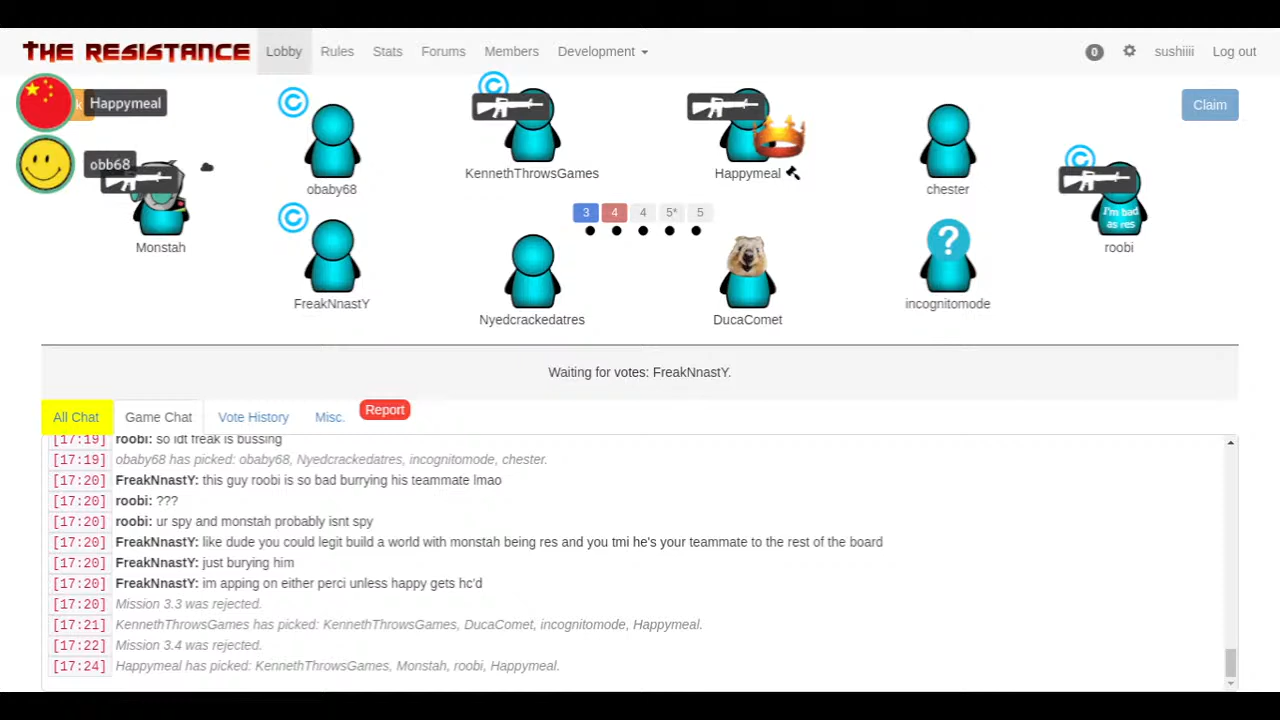 THE RESISTANCE Lobby Rules Stats Forums Members Development 0 sushiiii Log out
Happymeal
Claim
obb68
Monstah
obaby68
KennethThrowsGames
Happymeal
chester
I'm bad
as res
roobi
3 4 4 5* 5
FreakNnastY
Nyedcrackedatres
DucaComet
?
incognitomode
Waiting for votes: FreakNnastY.
All Chat Game Chat Vote History Misc. Report
[17:19] roobi: so idt freak is bussing
[17:19] obaby68 has picked: obaby68, Nyedcrackedatres, incognitomode, chester.
[17:20] FreakNnastY: this guy roobi is so bad burrying his teammate lmao
[17:20] roobi: ???
[17:20] roobi: ur spy and monstah probably isnt spy
[17:20] FreakNnastY: like dude you could legit build a world with monstah being res and you tmi he's your teammate to the rest of the board
[17:20] FreakNnastY: just burying him
[17:20] FreakNnastY: im apping on either perci unless happy gets hc'd
[17:20] Mission 3.3 was rejected.
[17:21] KennethThrowsGames has picked: KennethThrowsGames, DucaComet, incognitomode, Happymeal.
[17:22] Mission 3.4 was rejected.
[17:24] Happymeal has picked: KennethThrowsGames, Monstah, roobi, Happymeal.